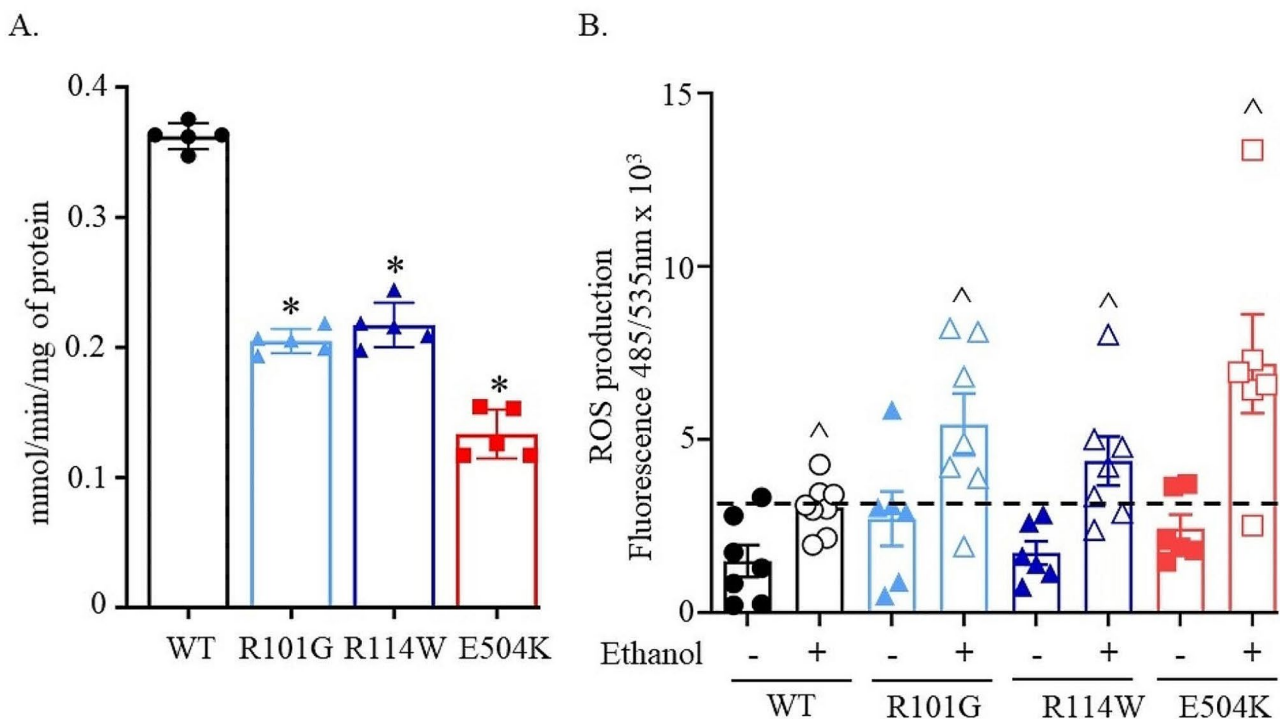 A.
mmol/min/mg of protein
0.4
0.3
0.2
0.1
0
*
*
*
WT R101G R114W E504K
B.
ROS production
Fluorescence 485/535nm x 10³
15
10
5
0
^
^
^
^
Ethanol - + - + - + - +
WT R101G R114W E504K